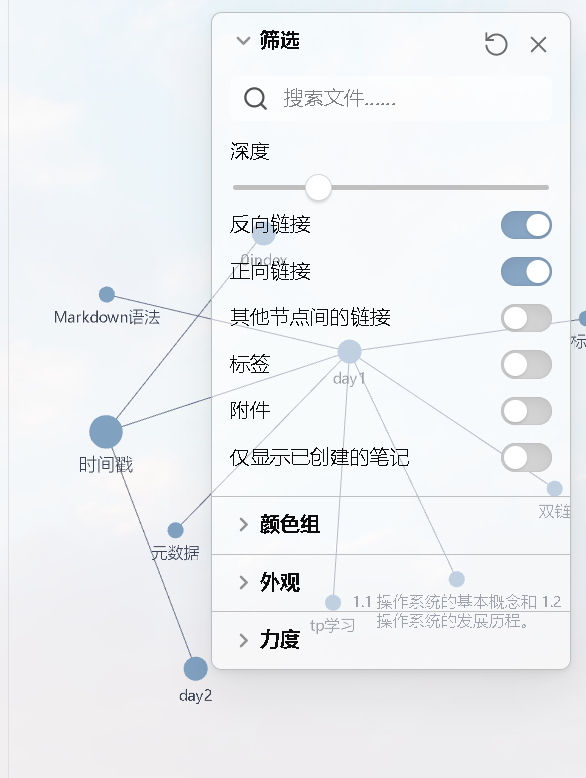 筛选
搜索文件......
深度
反向链接
0index
正向链接
Markdown语法
其他节点间的链接
标
标签
day1
附件
时间戳
仅显示已创建的笔记
双链
颜色组
元数据
外观
1.1 操作系统的基本概念和 1.2
操作系统的发展历程。
tp学习
力度
day2